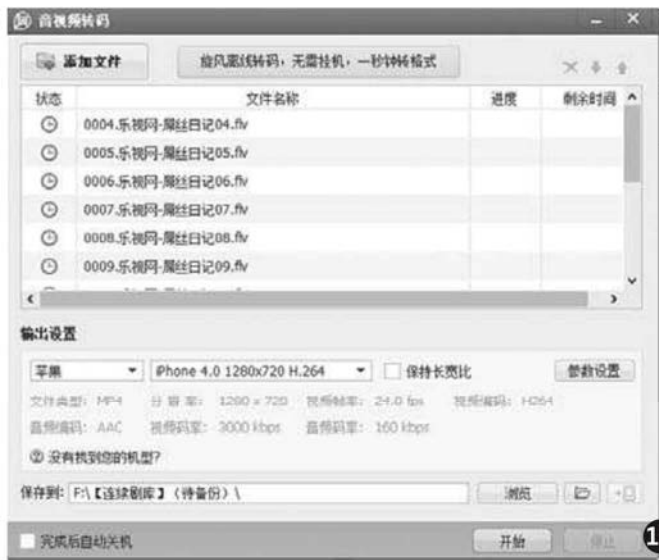 音视频转码
添加文件 旋风离线转码，无需挂机，一秒钟转格式
状态 文件名称 进度 剩余时间
0004.乐视网-屌丝日记04.flv
0005.乐视网-屌丝日记05.flv
0006.乐视网-屌丝日记06.flv
0007.乐视网-屌丝日记07.flv
0008.乐视网-屌丝日记08.flv
0009.乐视网-屌丝日记09.flv
输出设置
苹果 iPhone 4.0 1280x720 H.264 保持长宽比 参数设置
文件类型: MP4 分辨率: 1280 x 720 视频帧率: 24.0 fps 视频编码: H264
音频编码: AAC 视频码率: 3000 kbps 音频码率: 160 kbps
没有找到您的机型?
保存到: F:\【连续剧库】（待备份）\ 浏览
完成后自动关机 开始 停止
1